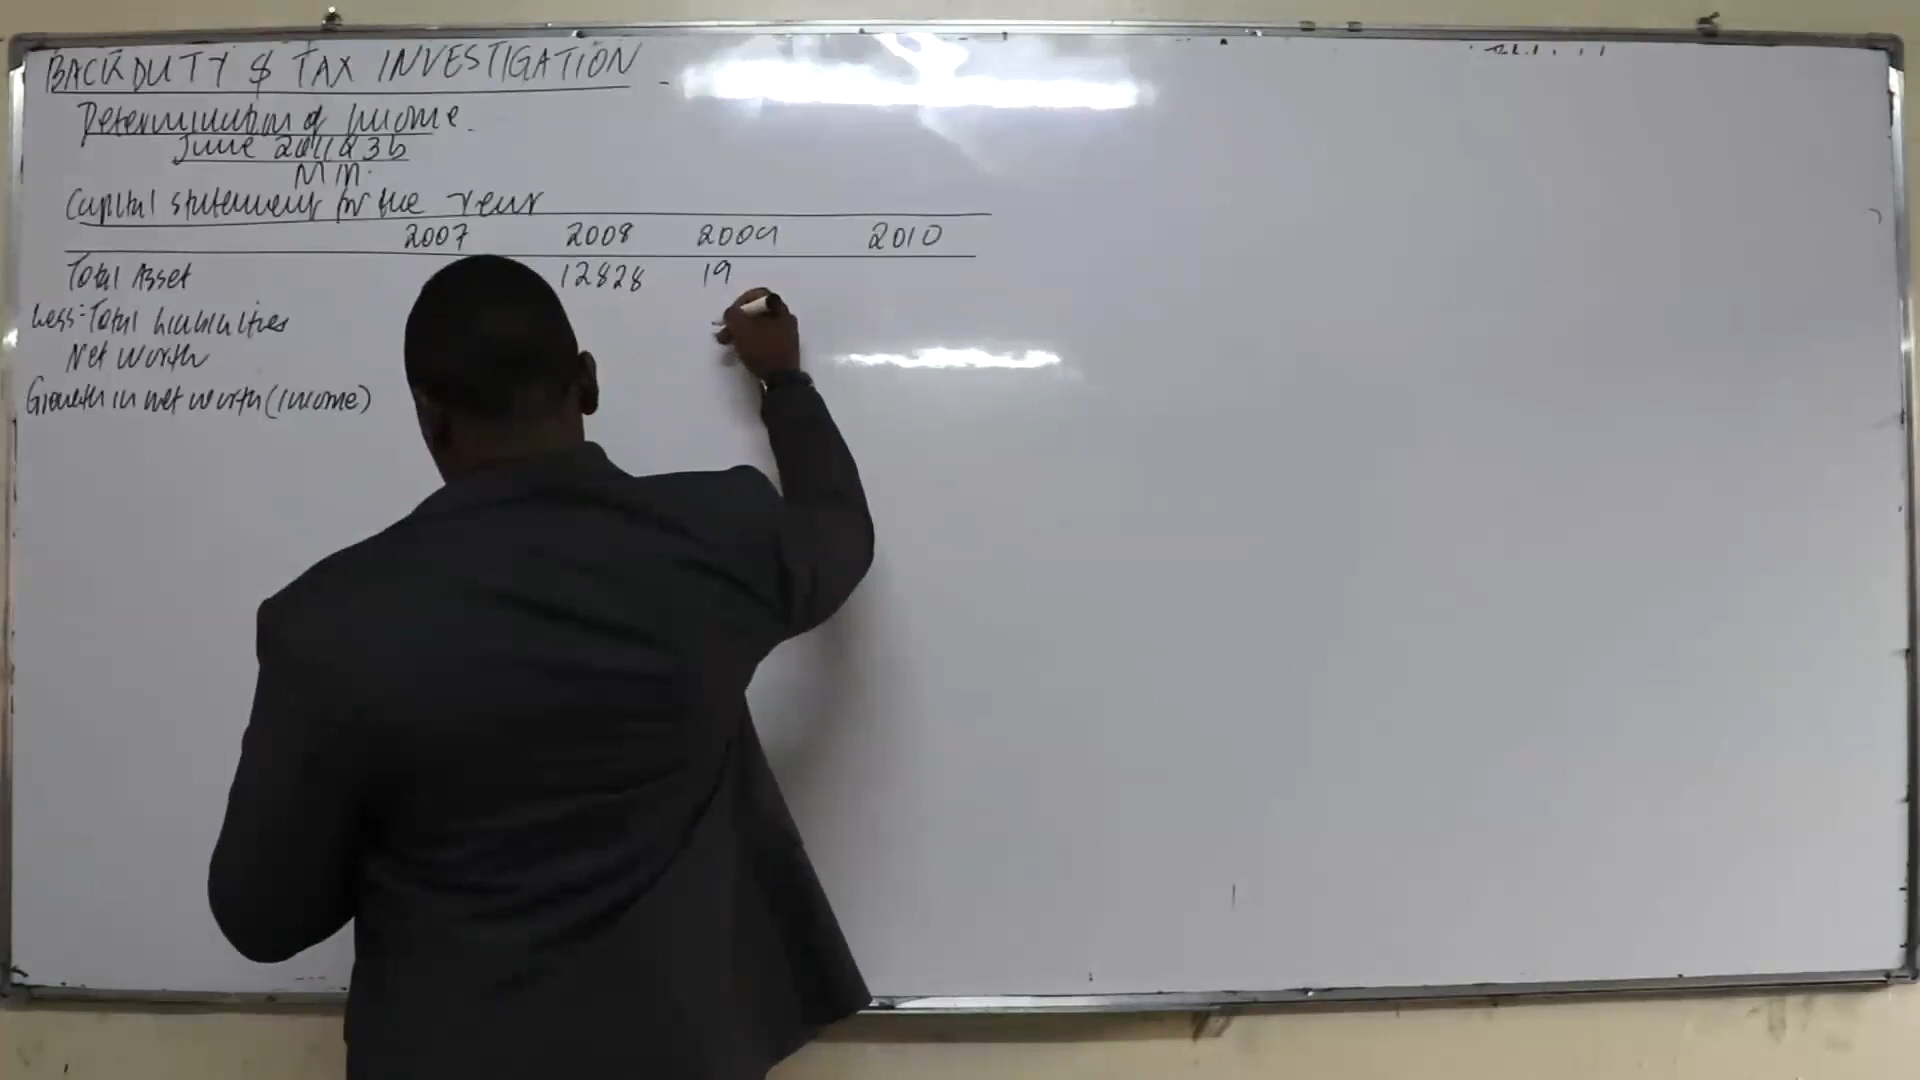 BACKDUTY $ TAX INVESTIGATION
Determination of Income.
June 2011 Q3b
M M.
Capital statement for the Year
2007 2008 2009 2010
Total Asset 12828 19
Less:-Total Liabilities
Net worth
Growth in net worth (income)